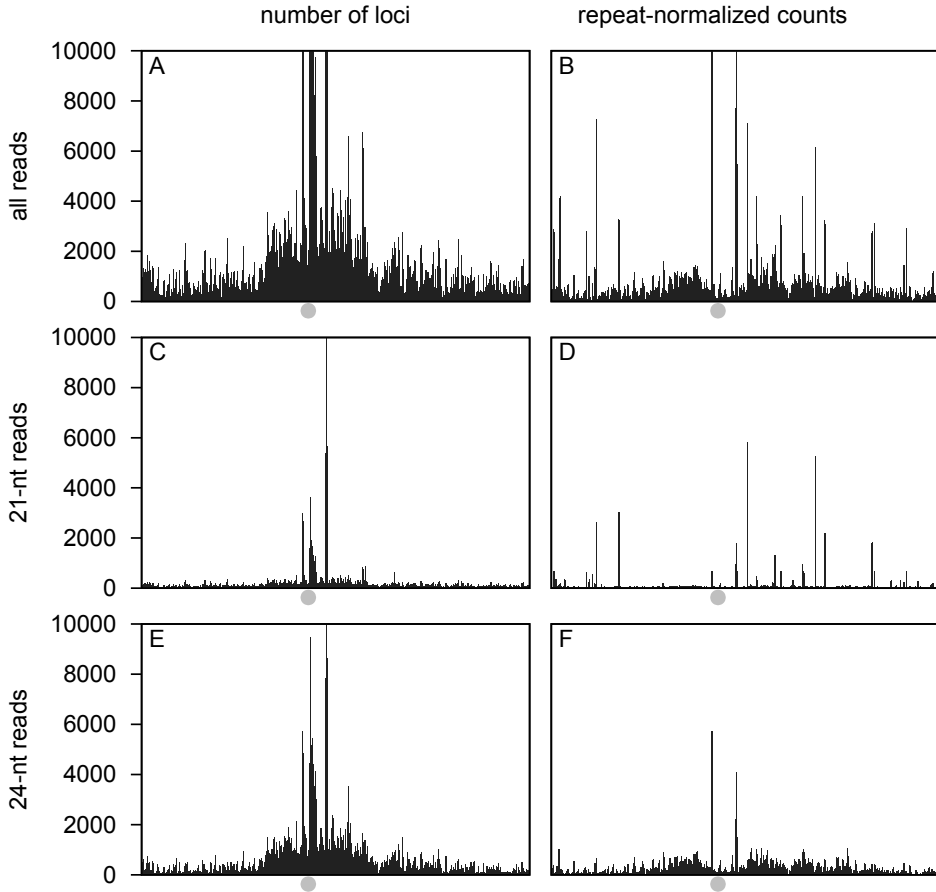 number of loci
repeat-normalized counts
all reads
10000
8000
6000
4000
2000
0
A
B
21-nt reads
10000
8000
6000
4000
2000
0
C
D
24-nt reads
10000
8000
6000
4000
2000
0
E
F